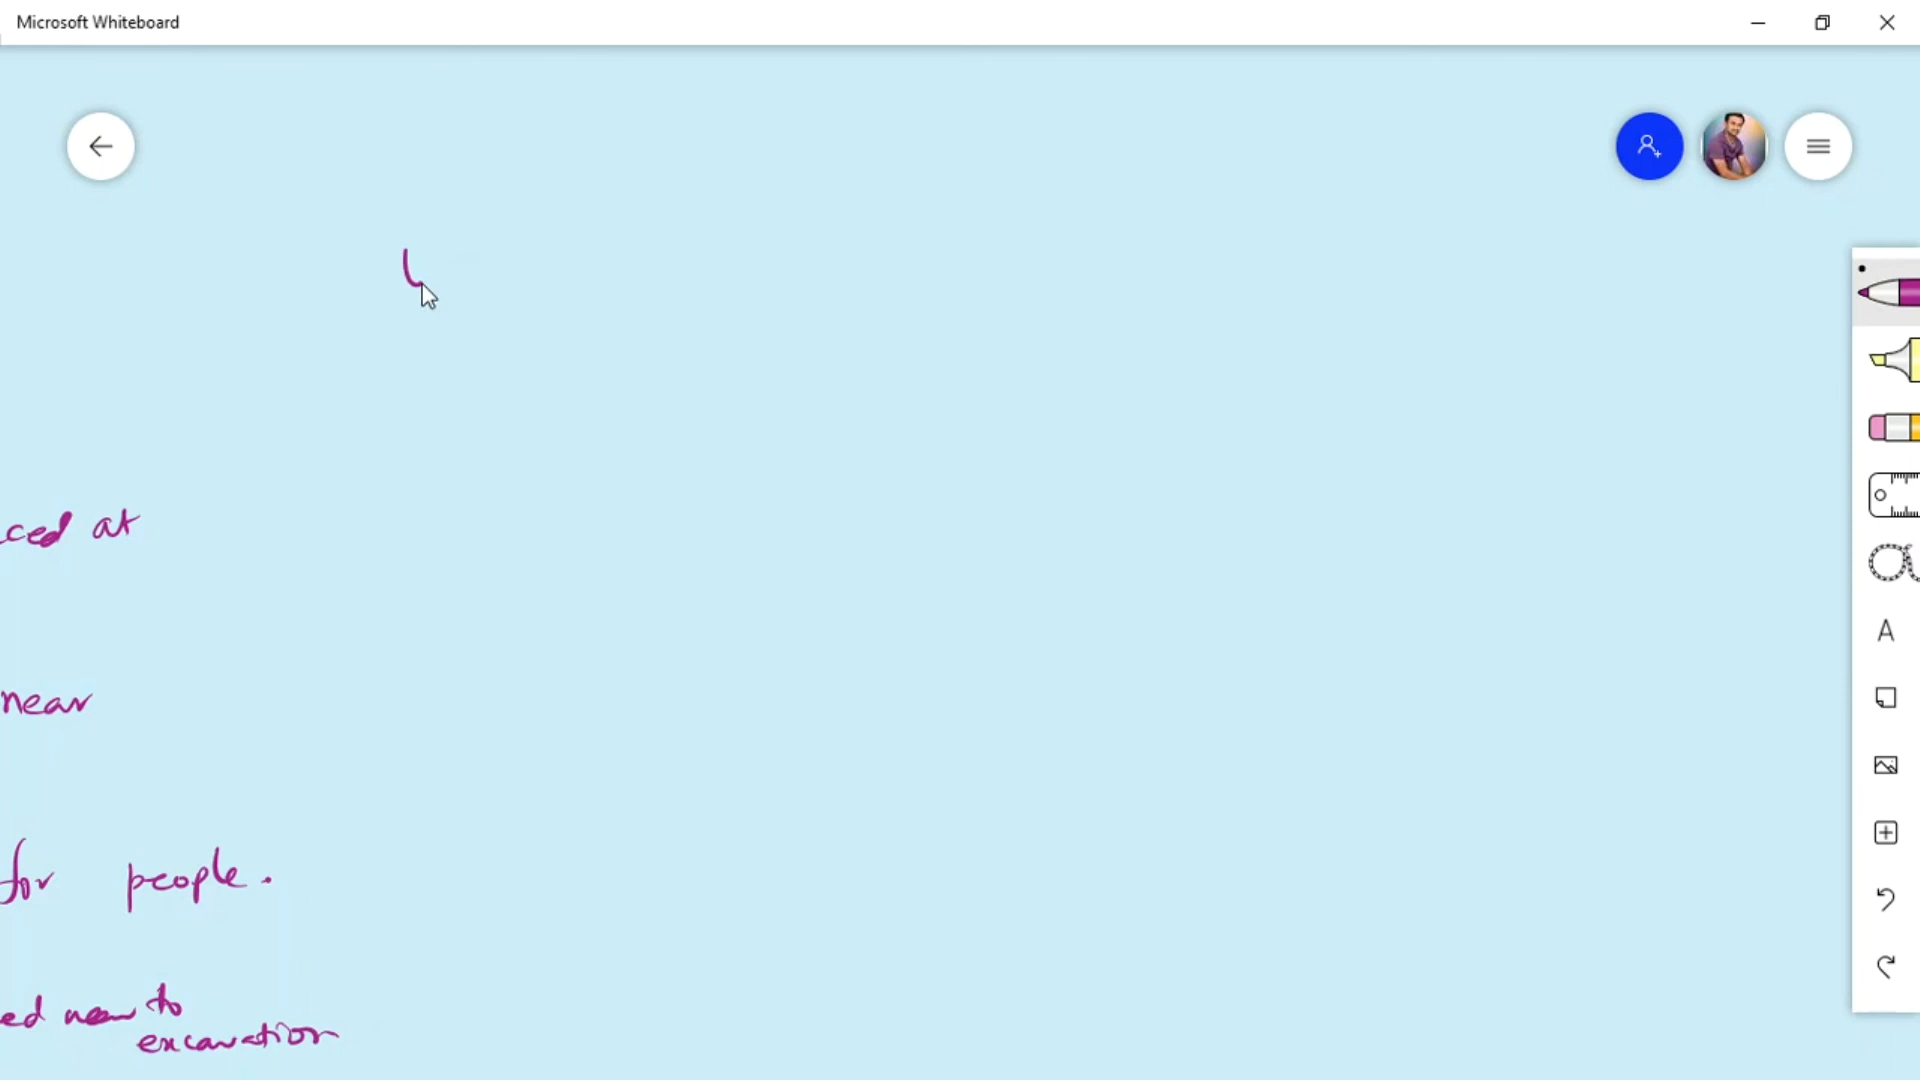 Microsoft Whiteboard
ced at
near
for people.
ed near to
excavation